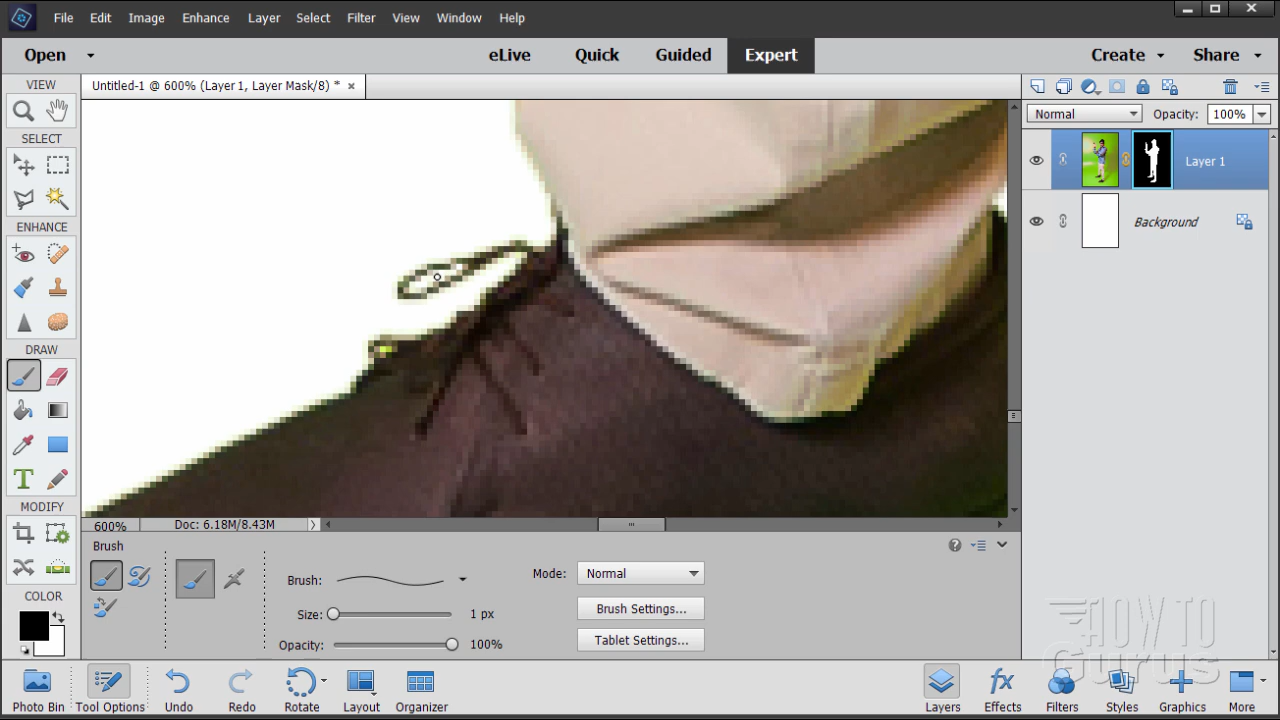 File Edit Image Enhance Layer Select Filter View Window Help
Open eLive Quick Guided Expert Create Share
VIEW
Untitled-1 @ 600% (Layer 1, Layer Mask/8) * ×
Normal Opacity: 100%
SELECT
Layer 1
Background
ENHANCE
DRAW
T
MODIFY
600% Doc: 6.18M/8.43M
Brush
Brush: Mode: Normal
COLOR
Size: 1 px Brush Settings...
Opacity: 100% Tablet Settings...
HOW TO
Gurus
Photo Bin Tool Options Undo Redo Rotate Layout Organizer Layers Effects Filters Styles Graphics More